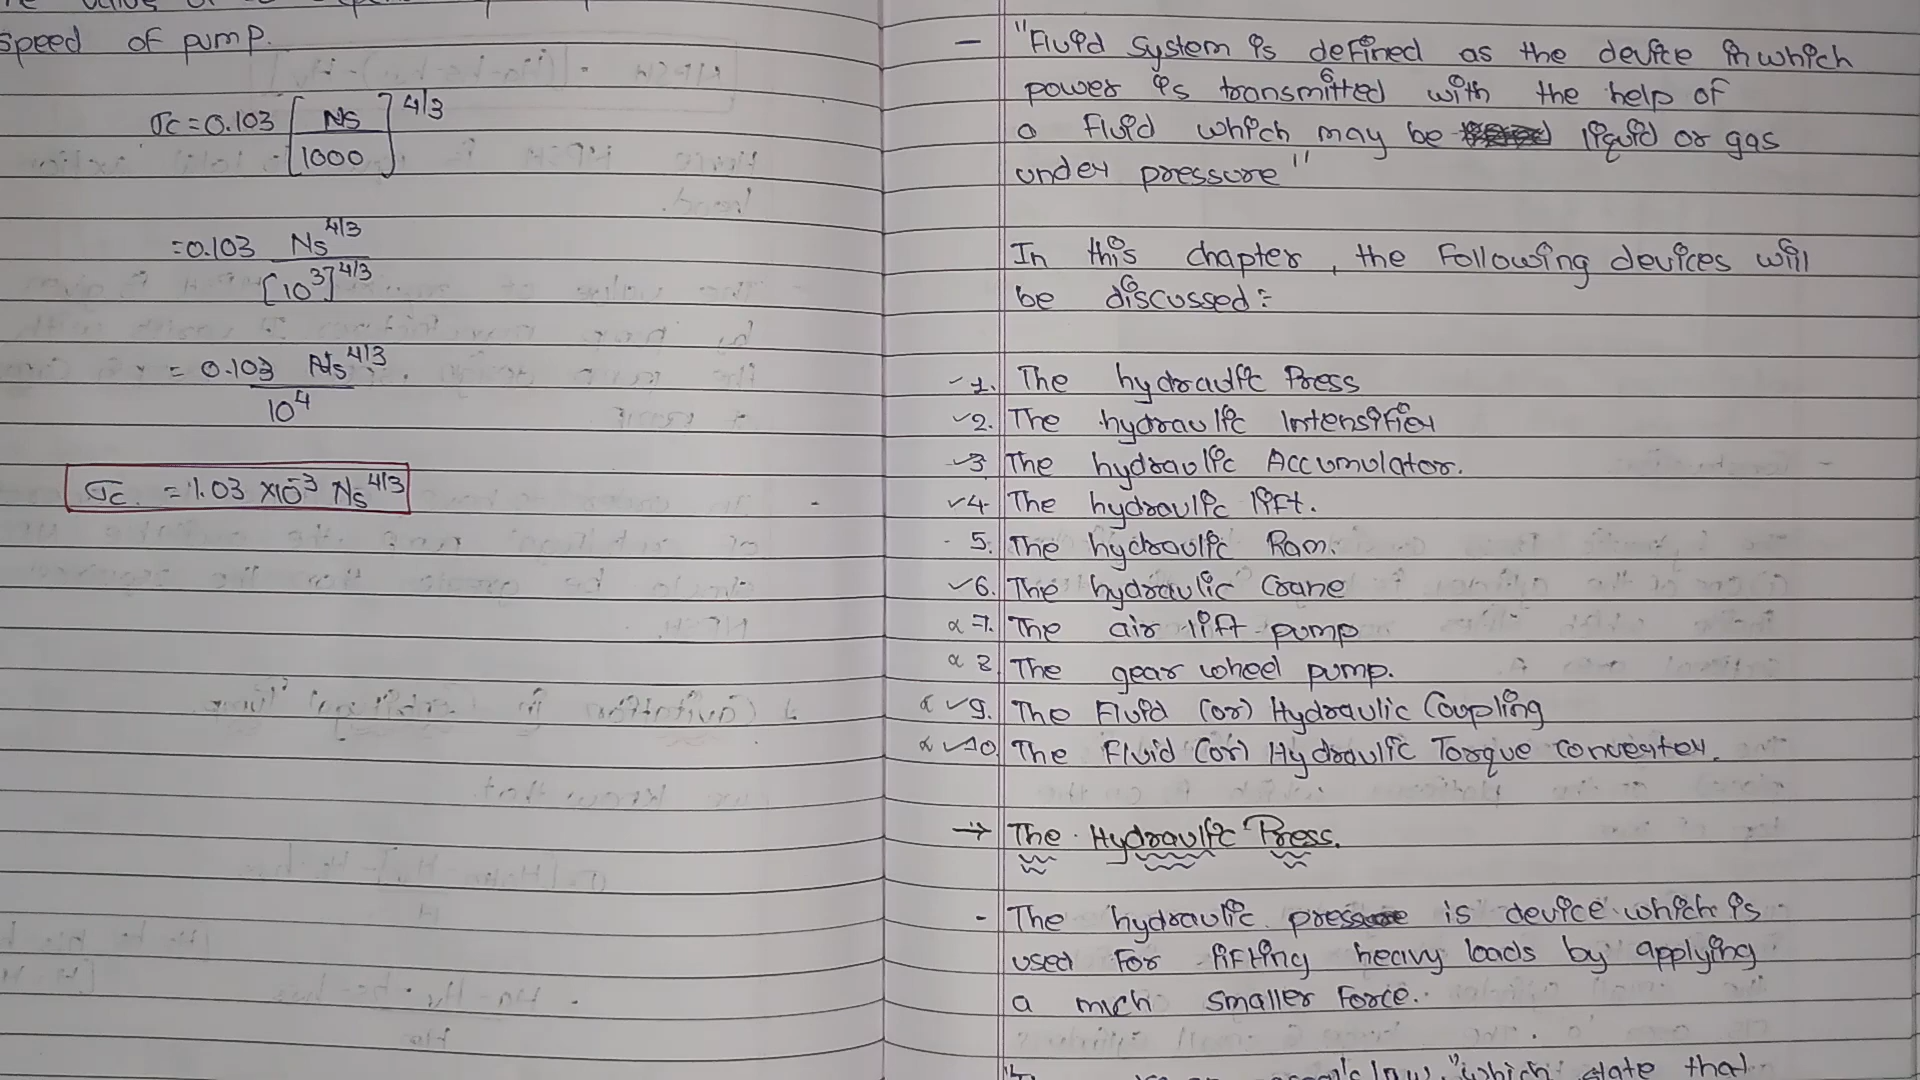 speed of pump.
σc = 0.103 [Ns/1000]^4/3
= 0.103 Ns^4/3 / [10^3]^4/3
= 0.103 Ns^4/3 / 10^4
σc = 1.03 x10^-3 Ns^4/3
- "Fluid system is defined as the device in which
power is transmitted with the help of
a fluid which may be liquid or gas
under pressure"
In this chapter, the following devices will
be discussed:
1. The hydraulic Press
2. The hydraulic Intensifier
3 The hydraulic Accumulator.
4. The hydraulic lift.
5. The hydraulic Ram.
6. The hydraulic Crane
7. The air lift pump
8 The gear wheel pump.
9. The Fluid (or) Hydraulic Coupling
10 The Fluid (or) Hydraulic Torque converter.
→ The Hydraulic Press.
- The hydraulic press is device which is
used for lifting heavy loads by applying
a much smaller force.
law, "which state that